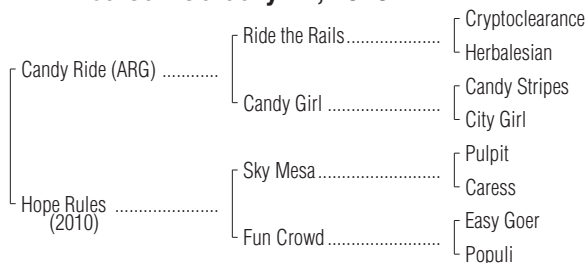 Cryptoclearance
Ride the Rails
Herbalesian
Candy Ride (ARG)
Candy Stripes
Candy Girl
City Girl
Pulpit
Sky Mesa
Caress
Hope Rules
(2010)
Easy Goer
Fun Crowd
Populi